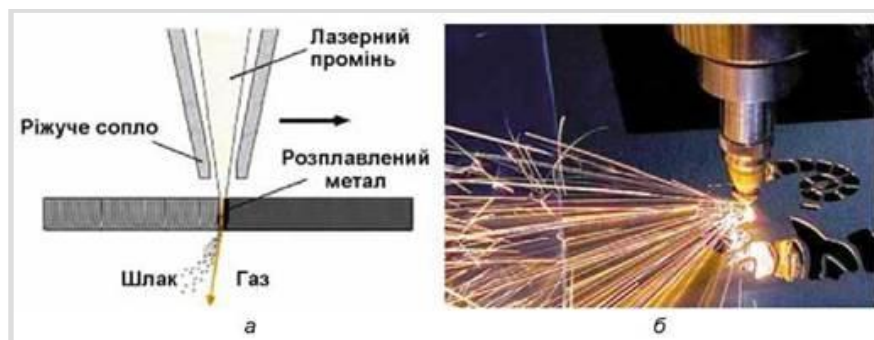 Лазерний
промінь
Ріжуче сопло
Розплавлений
метал
Шлак
Газ
а
б